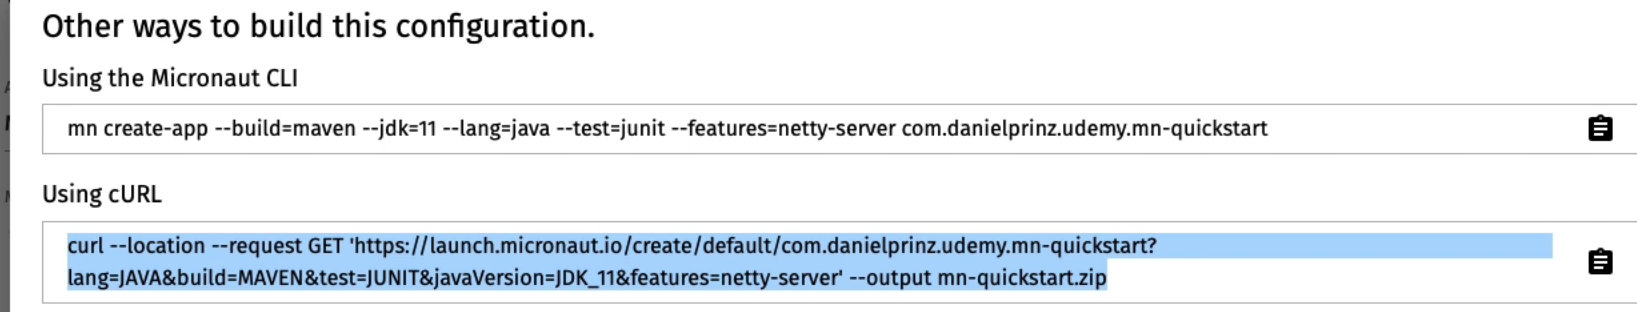 Other ways to build this configuration.
Using the Micronaut CLI
mn create-app --build=maven --jdk=11 --lang=java --test=junit --features=netty-server com.danielprinz.udemy.mn-quickstart
Using cURL
curl --location --request GET 'https://launch.micronaut.io/create/default/com.danielprinz.udemy.mn-quickstart?
lang=JAVA&build=MAVEN&test=JUNIT&javaVersion=JDK_11&features=netty-server' --output mn-quickstart.zip